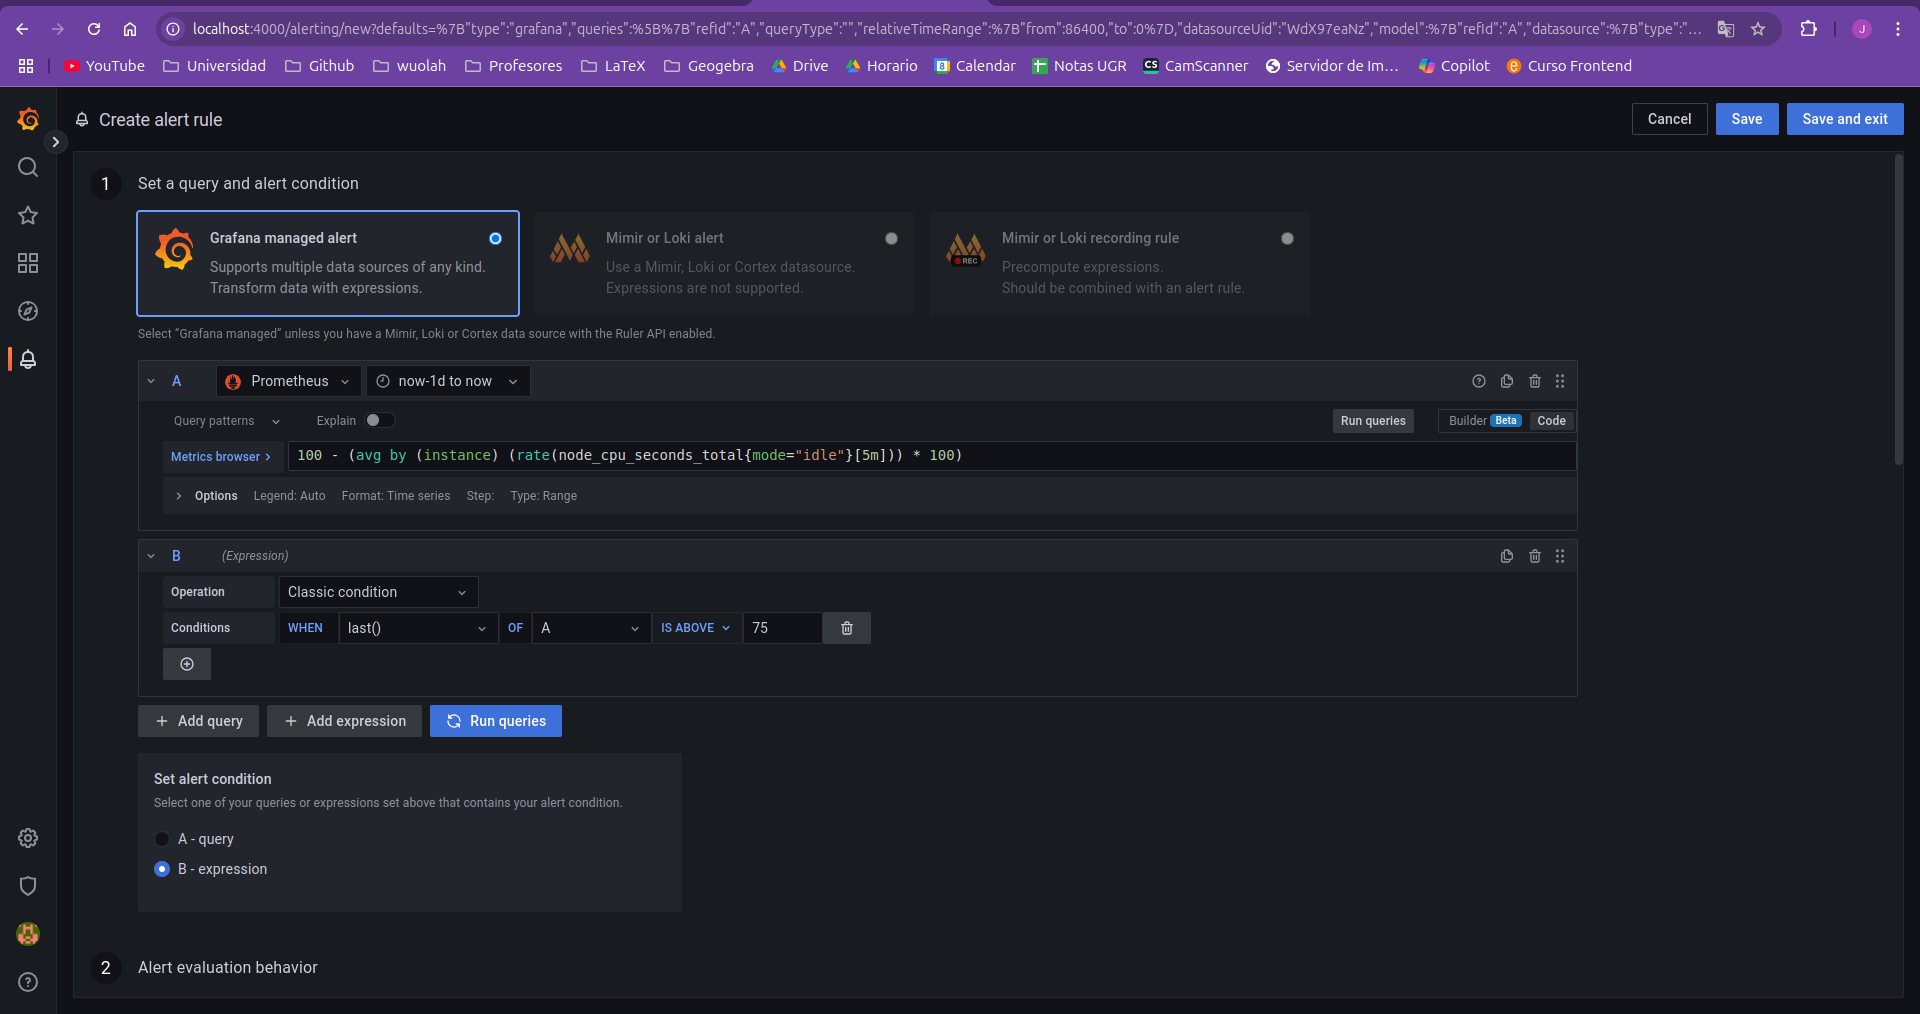 localhost:4000/alerting/new?defaults=%7B"type":"grafana","queries":%5B%7B"refId":"A","queryType":"","relativeTimeRange":%7B"from":86400,"to":0%7D,"datasourceUid":"WdX97eaNz","model":%7B"refId":"A","datasource":%7B"type":"...
J
YouTube Universidad Github wuolah Profesores LaTeX Geogebra Drive Horario Calendar Notas UGR CamScanner Servidor de Im... Copilot Curso Frontend
Create alert rule
Cancel Save Save and exit
1 Set a query and alert condition
Grafana managed alert
Supports multiple data sources of any kind.
Transform data with expressions.
Mimir or Loki alert
Use a Mimir, Loki or Cortex datasource.
Expressions are not supported.
REC
Mimir or Loki recording rule
Precompute expressions.
Should be combined with an alert rule.
Select “Grafana managed” unless you have a Mimir, Loki or Cortex data source with the Ruler API enabled.
A Prometheus now-1d to now
Query patterns Explain Run queries Builder Beta Code
Metrics browser > 100 - (avg by (instance) (rate(node_cpu_seconds_total{mode="idle"}[5m])) * 100)
> Options Legend: Auto Format: Time series Step: Type: Range
B (Expression)
Operation Classic condition
Conditions WHEN last() OF A IS ABOVE 75
+ Add query + Add expression Run queries
Set alert condition
Select one of your queries or expressions set above that contains your alert condition.
A - query
B - expression
2 Alert evaluation behavior